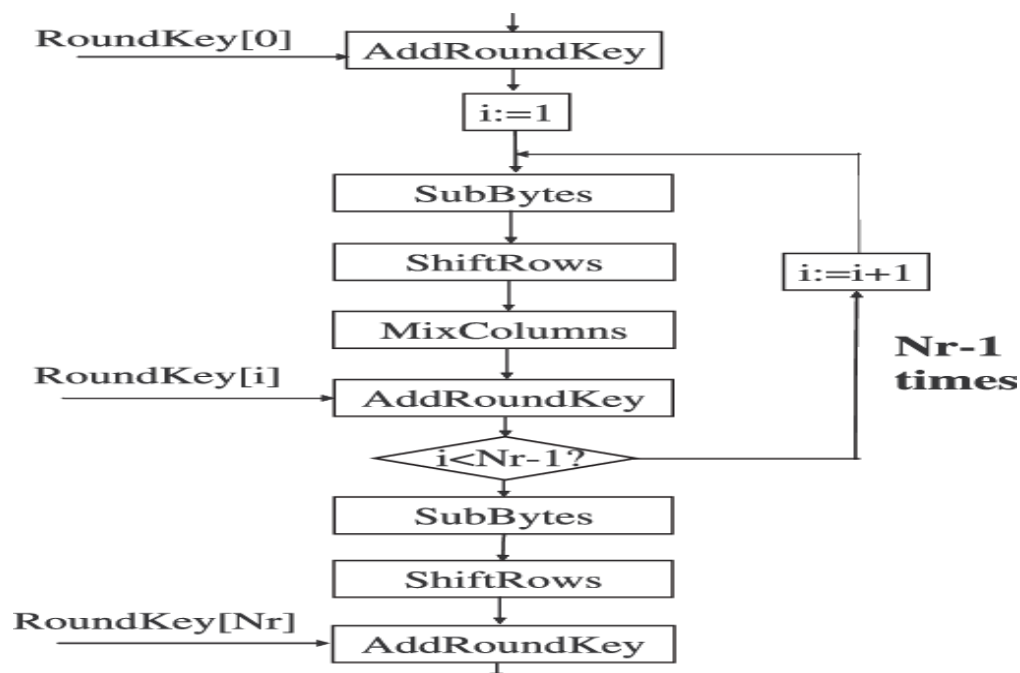 RoundKey[0]
AddRoundKey
i:=1
SubBytes
ShiftRows
i:=i+1
MixColumns
Nr-1
times
RoundKey[i]
AddRoundKey
i<Nr-1?
SubBytes
ShiftRows
RoundKey[Nr]
AddRoundKey